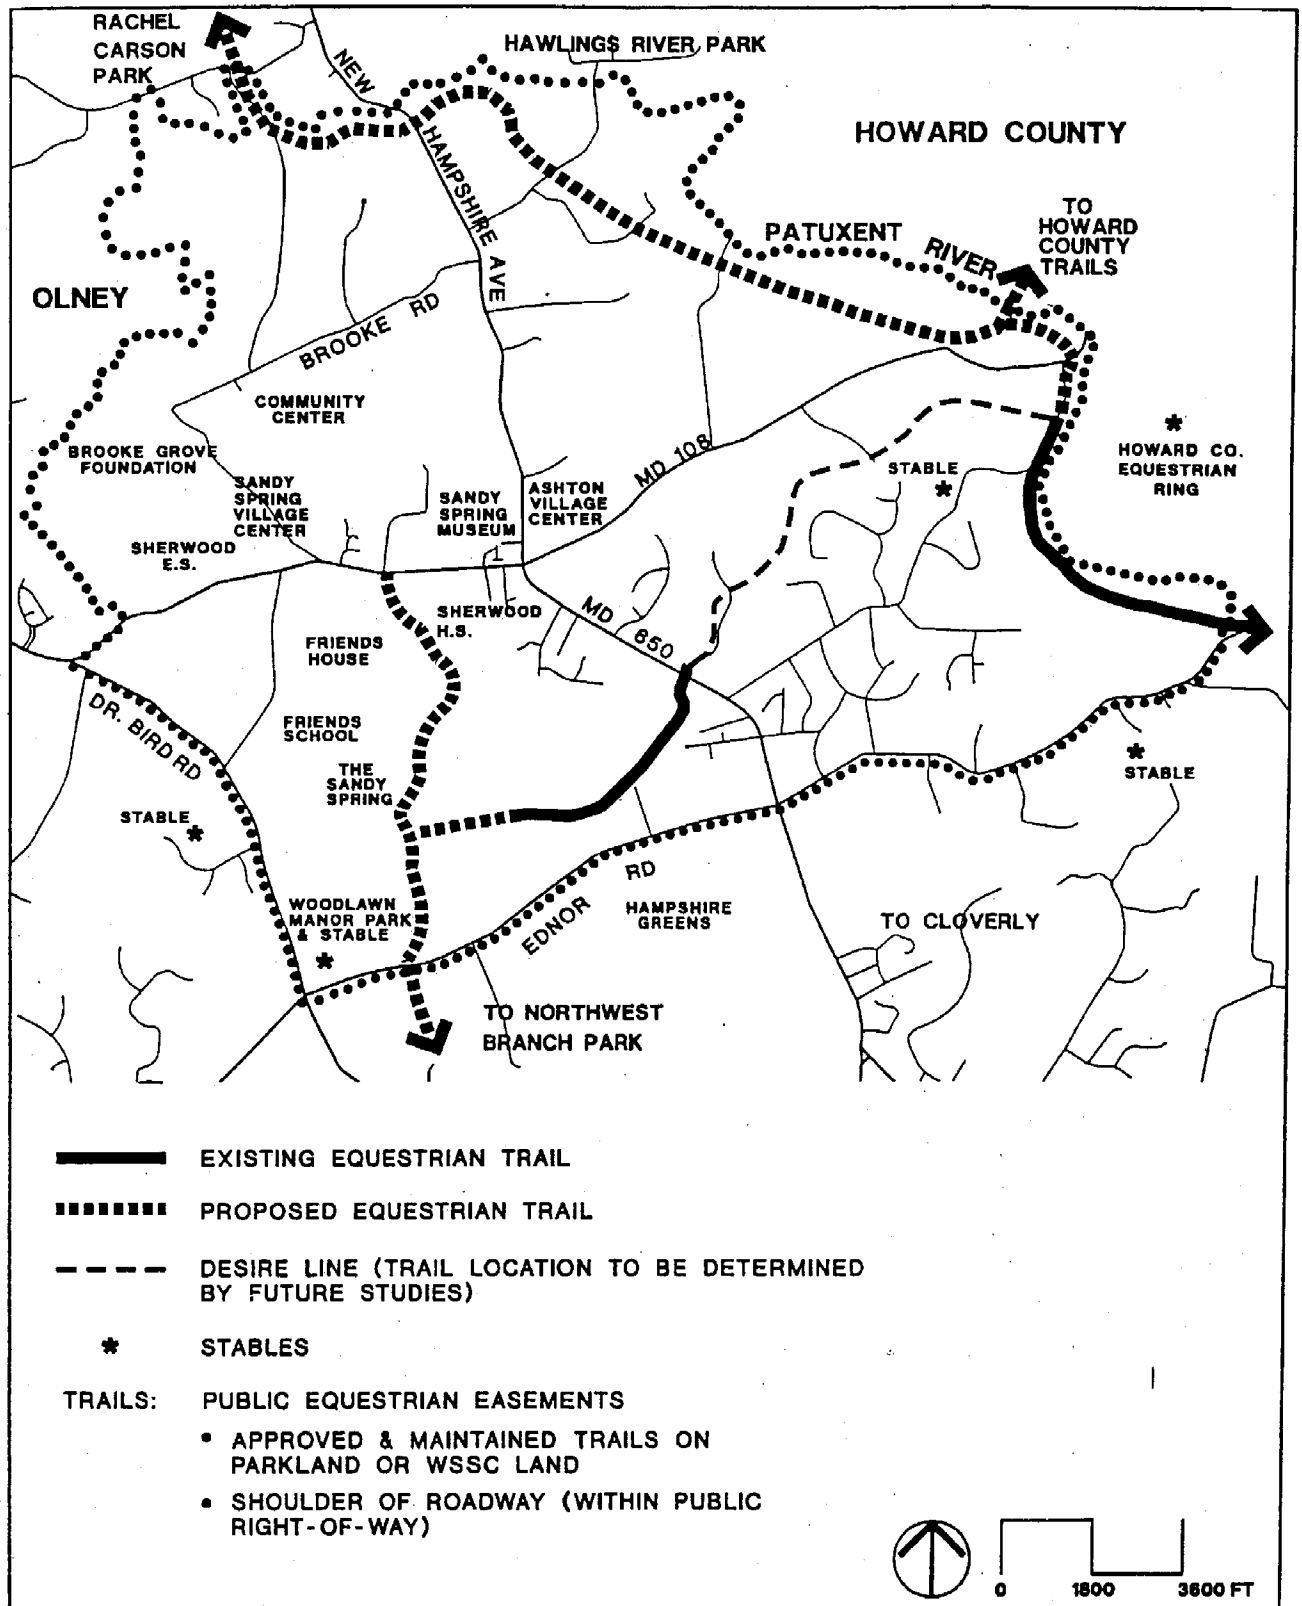 RACHEL
CARSON
PARK
NEW
HAMPSHIRE AVE
HAWLINGS RIVER PARK
HOWARD COUNTY
TO
HOWARD
COUNTY
TRAILS
PATUXENT RIVER
OLNEY
BROOKE RD
COMMUNITY
CENTER
BROOKE GROVE
FOUNDATION
SANDY
SPRING
VILLAGE
CENTER
SANDY
SPRING
MUSEUM
ASHTON
VILLAGE
CENTER
MD 108
STABLE
*
*
HOWARD CO.
EQUESTRIAN
RING
SHERWOOD
E.S.
SHERWOOD
H.S.
MD 650
FRIENDS
HOUSE
FRIENDS
SCHOOL
THE
SANDY
SPRING
DR. BIRD RD
STABLE *
*
STABLE
WOODLAWN
MANOR PARK
& STABLE
*
EDNOR RD
HAMPSHIRE
GREENS
TO CLOVERLY
TO NORTHWEST
BRANCH PARK
EXISTING EQUESTRIAN TRAIL
PROPOSED EQUESTRIAN TRAIL
DESIRE LINE (TRAIL LOCATION TO BE DETERMINED
BY FUTURE STUDIES)
* STABLES
TRAILS: PUBLIC EQUESTRIAN EASEMENTS
• APPROVED & MAINTAINED TRAILS ON
PARKLAND OR WSSC LAND
• SHOULDER OF ROADWAY (WITHIN PUBLIC
RIGHT-OF-WAY)
0 1800 3600 FT